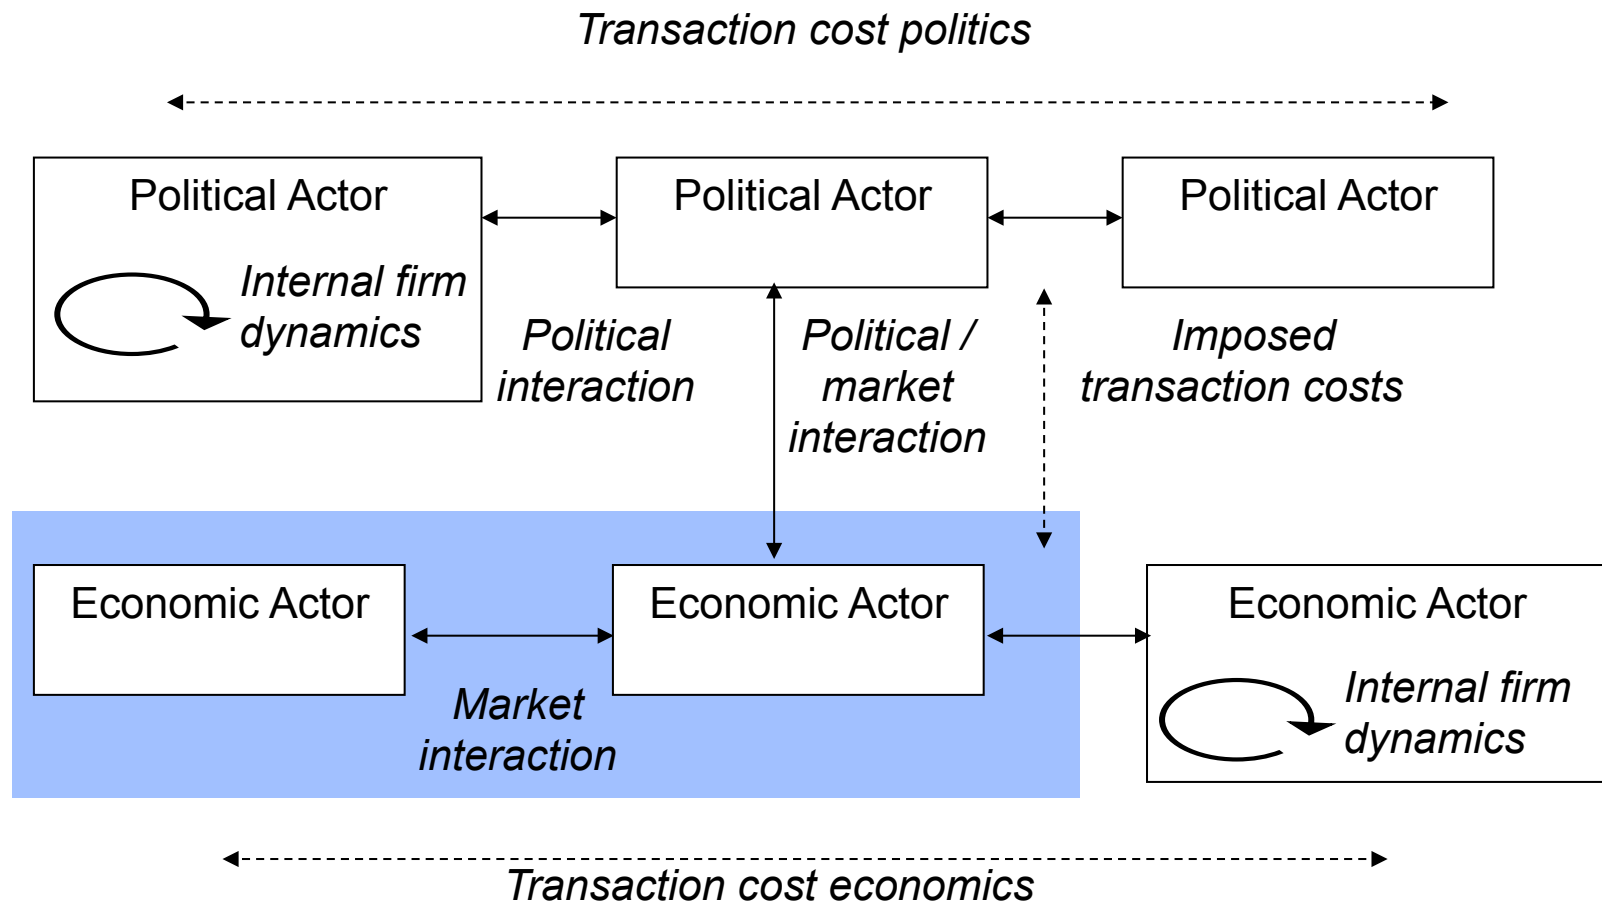 Transaction cost politics
Political Actor
Political Actor
Political Actor
Internal firm
dynamics
Political
interaction
Political /
market
interaction
Imposed
transaction costs
Economic Actor
Economic Actor
Economic Actor
Market
interaction
Internal firm
dynamics
Transaction cost economics